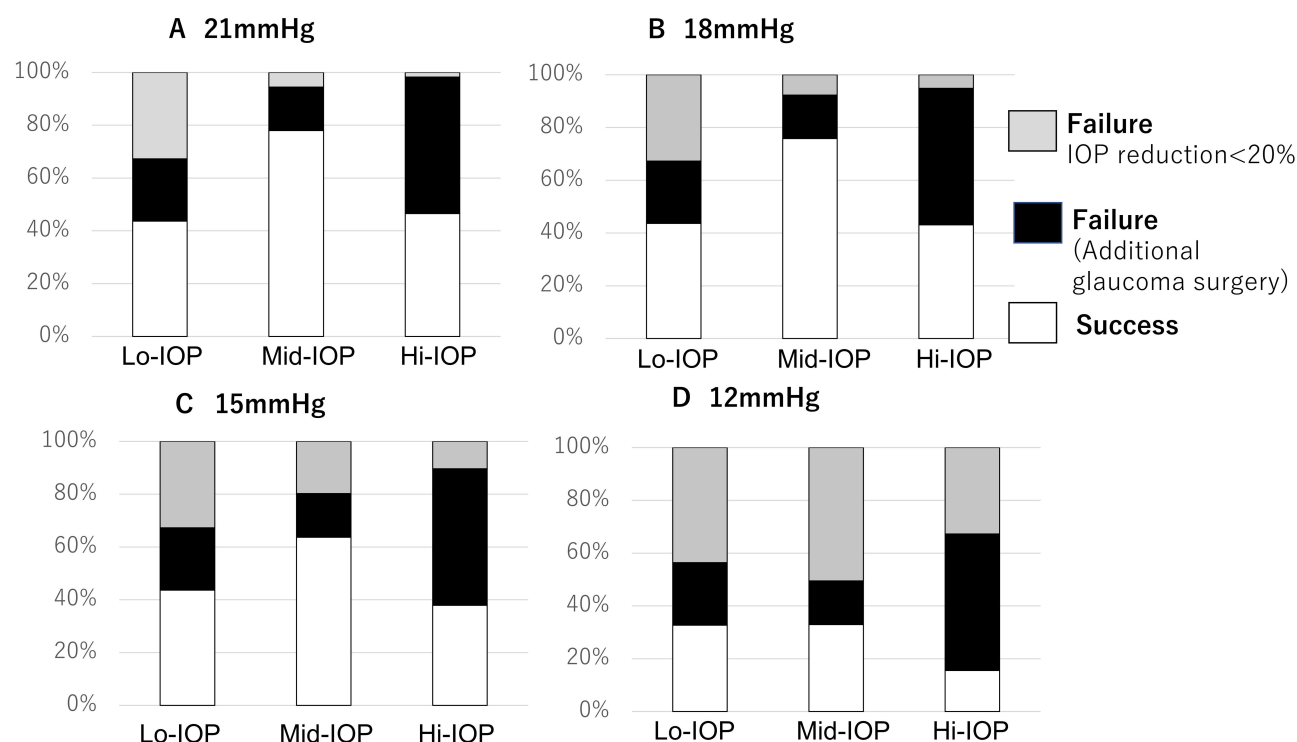 A 21mmHg
100%
80%
60%
40%
20%
0%
Lo-IOP Mid-IOP Hi-IOP
B 18mmHg
100%
80%
60%
40%
20%
0%
Lo-IOP Mid-IOP Hi-IOP
Failure
IOP reduction<20%
Failure
(Additional
glaucoma surgery)
Success
C 15mmHg
100%
80%
60%
40%
20%
0%
Lo-IOP Mid-IOP Hi-IOP
D 12mmHg
100%
80%
60%
40%
20%
0%
Lo-IOP Mid-IOP Hi-IOP